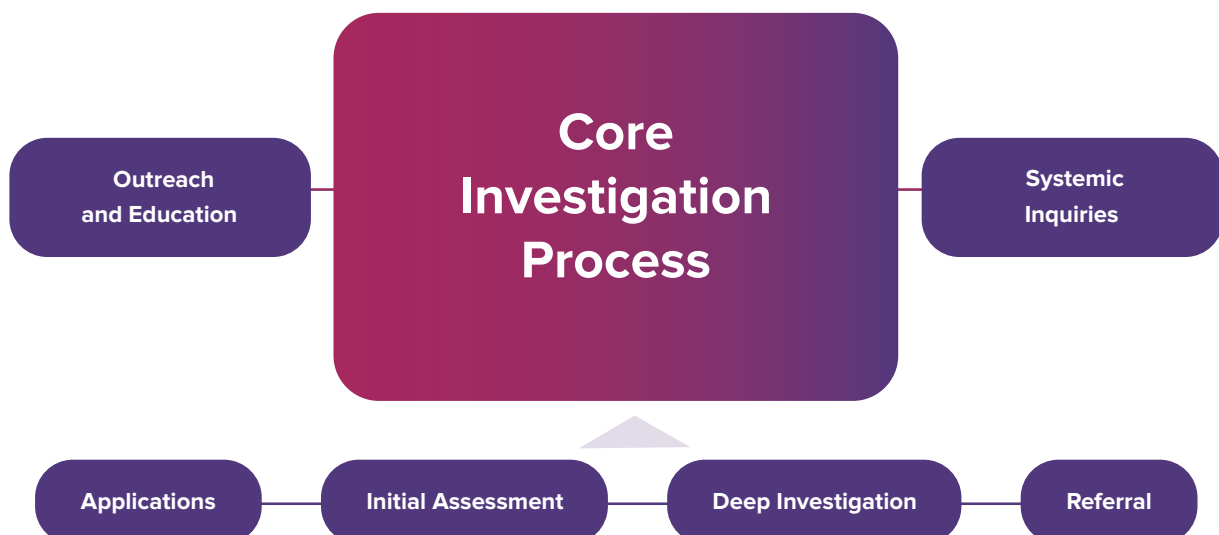 Core
Investigation
Process
Outreach
and Education
Systemic
Inquiries
Applications
Initial Assessment
Deep Investigation
Referral